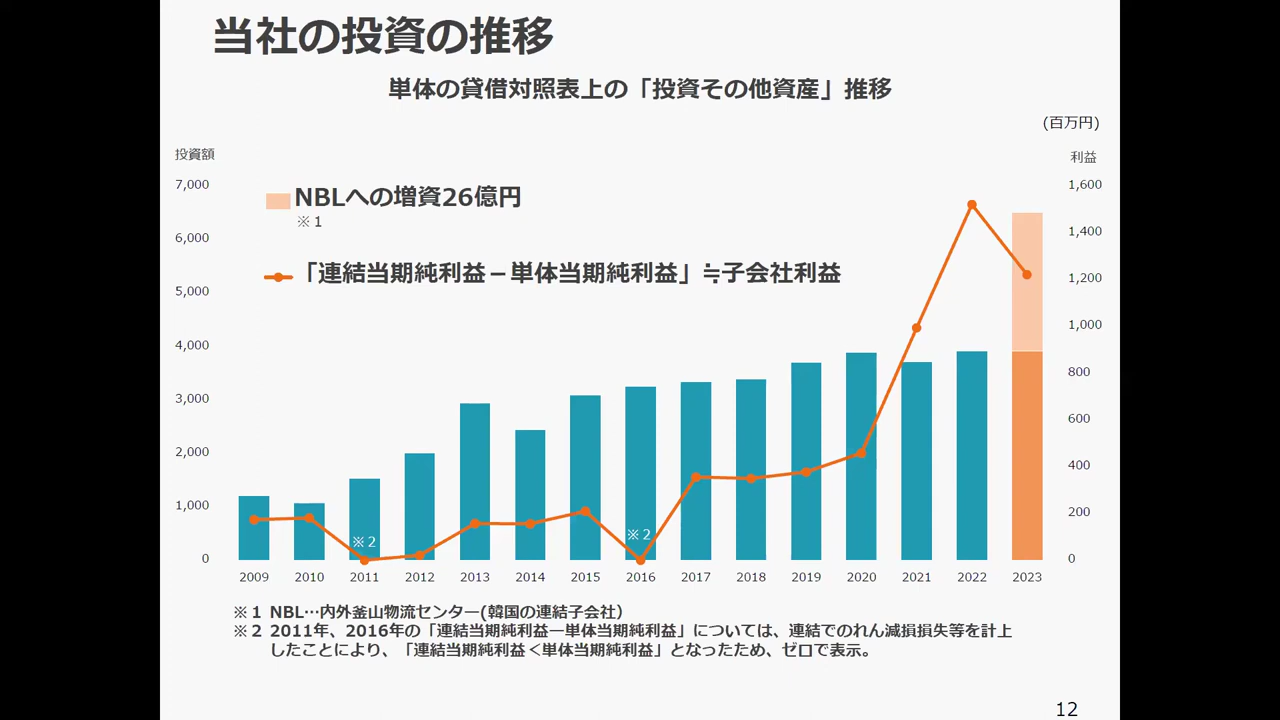 当社の投資の推移
単体の貸借対照表上の「投資その他資産」推移
(百万円)
投資額
利益
7,000
6,000
5,000
4,000
3,000
2,000
1,000
0
NBLへの増資26億円
※1
「連結当期純利益－単体当期純利益」≒子会社利益
※2
※2
1,600
1,400
1,200
1,000
800
600
400
200
0
2009 2010 2011 2012 2013 2014 2015 2016 2017 2018 2019 2020 2021 2022 2023
※1 NBL…内外釜山物流センター(韓国の連結子会社)
※2 2011年、2016年の「連結当期純利益ー単体当期純利益」については、連結でのれん減損損失等を計上
したことにより、「連結当期純利益＜単体当期純利益」となったため、ゼロで表示。
12